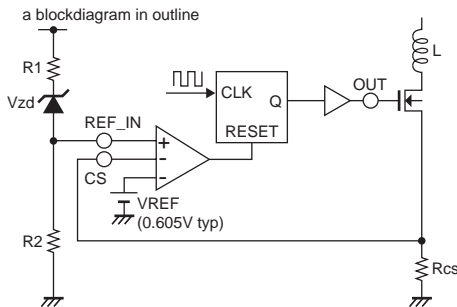 a blockdiagram in outline
R1
Vzd
REF_IN
CS
R2
+
-
-
VREF
(0.605V typ)
CLK
Q
RESET
OUT
L
Rcs